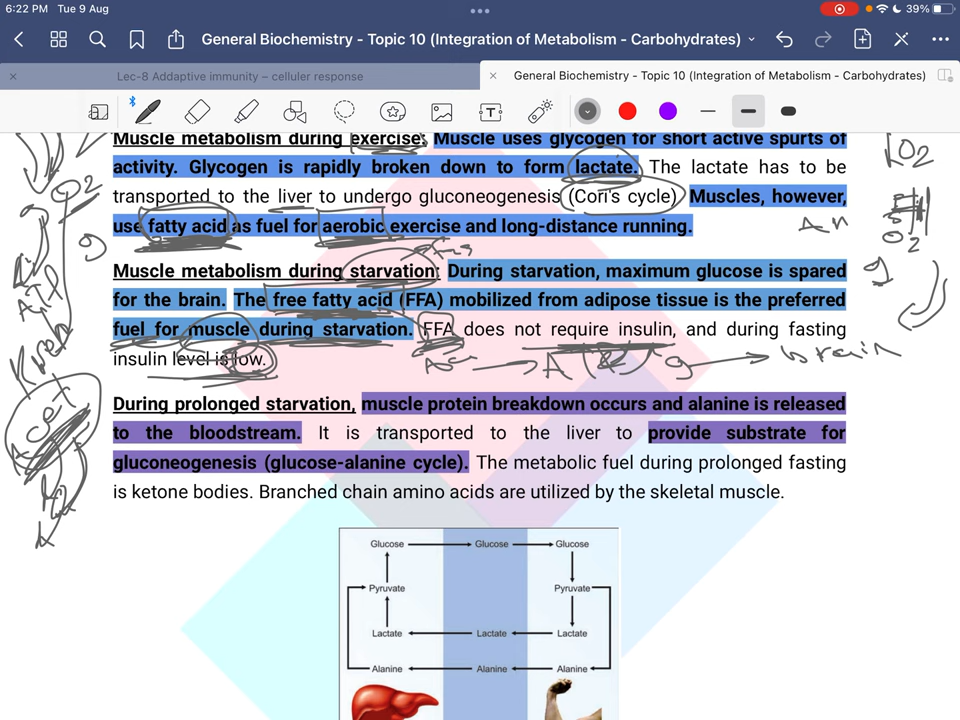 6:22 PM Tue 9 Aug
39%
General Biochemistry - Topic 10 (Integration of Metabolism - Carbohydrates)
Lec-8 Addaptive immunity – celluler response
General Biochemistry - Topic 10 (Integration of Metabolism - Carbohydrates)
Muscle metabolism during exercise: Muscle uses glycogen for short active spurts of
activity. Glycogen is rapidly broken down to form lactate. The lactate has to be
transported to the liver to undergo gluconeogenesis (Cori's cycle) Muscles, however,
use fatty acid as fuel for aerobic exercise and long-distance running.
Muscle metabolism during starvation: During starvation, maximum glucose is spared
for the brain. The free fatty acid (FFA) mobilized from adipose tissue is the preferred
fuel for muscle during starvation. FFA does not require insulin, and during fasting
insulin level is low.
brain
During prolonged starvation, muscle protein breakdown occurs and alanine is released
to the bloodstream. It is transported to the liver to provide substrate for
gluconeogenesis (glucose-alanine cycle). The metabolic fuel during prolonged fasting
is ketone bodies. Branched chain amino acids are utilized by the skeletal muscle.
Glucose Glucose Glucose
Pyruvate Pyruvate
Lactate Lactate Lactate
Alanine Alanine Alanine